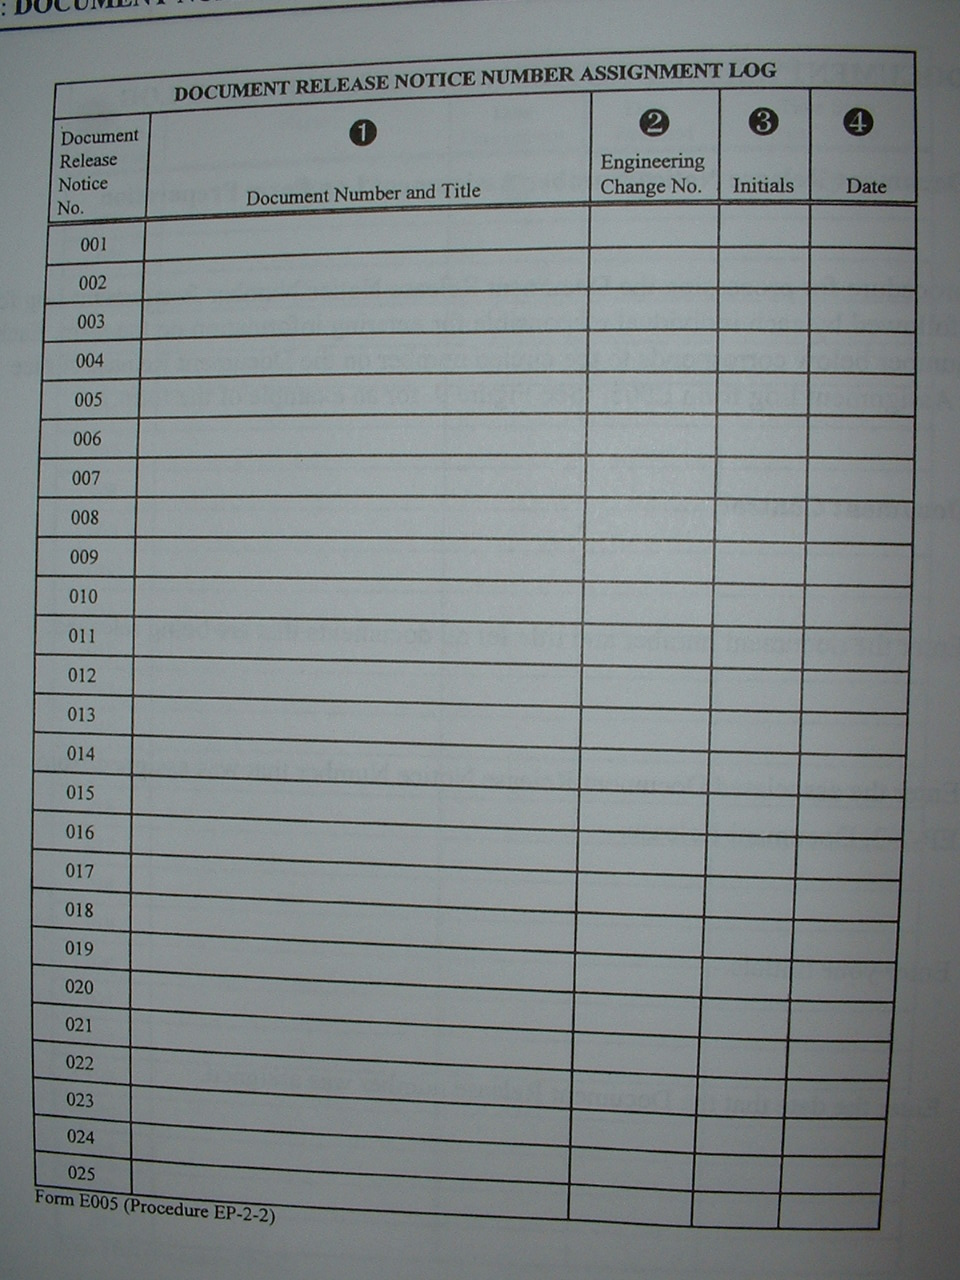 : DOCUMENT
DOCUMENT RELEASE NOTICE NUMBER ASSIGNMENT LOG
Document
Release
Notice
No.
❶
Document Number and Title
❷
Engineering
Change No.
❸
Initials
❹
Date
001
002
003
004
005
006
007
008
009
010
011
012
013
014
015
016
017
018
019
020
021
022
023
024
025
Form E005 (Procedure EP-2-2)